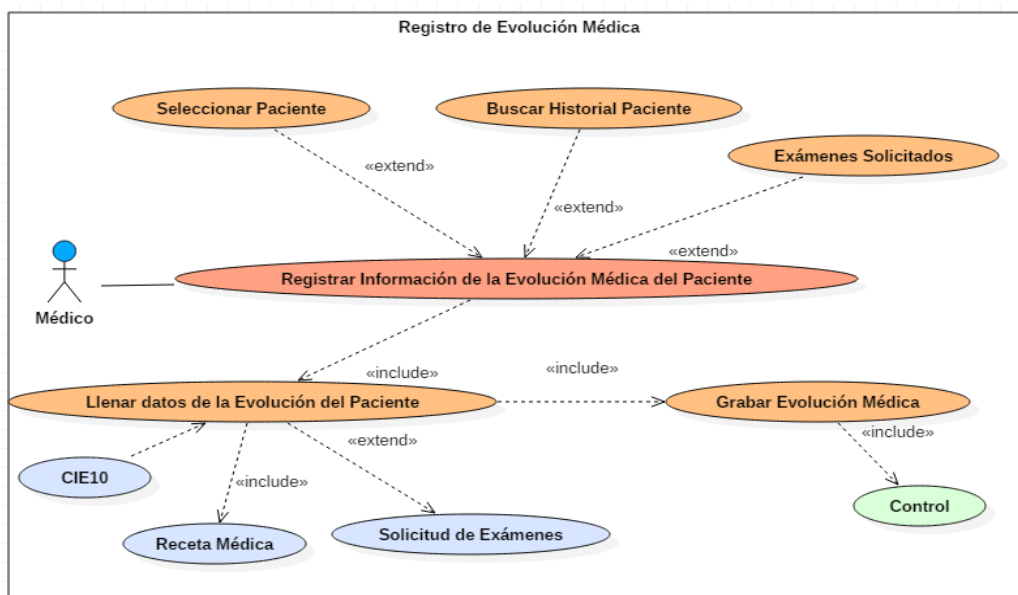 Registro de Evolución Médica
Seleccionar Paciente
Buscar Historial Paciente
Exámenes Solicitados
«extend»
«extend»
«extend»
Registrar Información de la Evolución Médica del Paciente
Médico
«include»
«include»
Llenar datos de la Evolución del Paciente
Grabar Evolución Médica
«extend»
«include»
CIE10
«include»
Control
Receta Médica
Solicitud de Exámenes